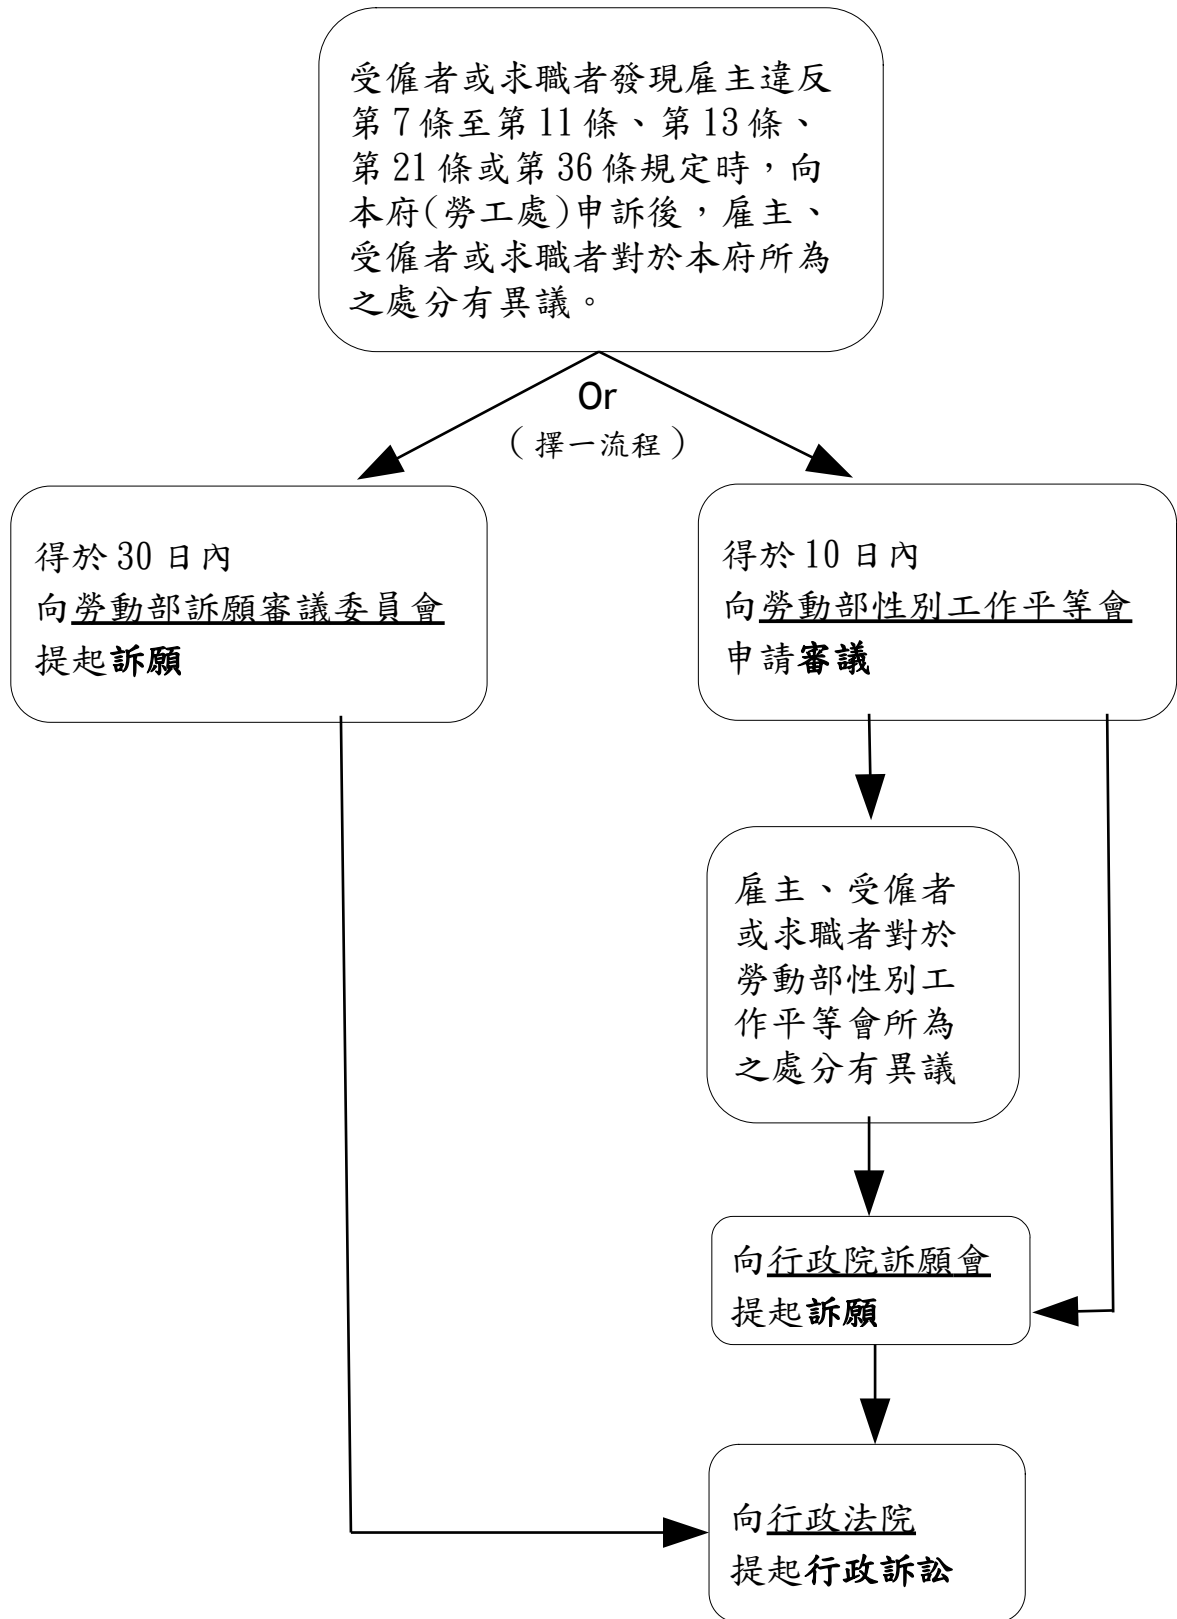 受僱者或求職者發現雇主違反
第7條至第11條、第13條、
第21條或第36條規定時，向
本府(勞工處)申訴後，雇主、
受僱者或求職者對於本府所為
之處分有異議。
Or
（擇一流程）
得於30日內
向勞動部訴願審議委員會
提起訴願
得於10日內
向勞動部性別工作平等會
申請審議
雇主、受僱者
或求職者對於
勞動部性別工
作平等會所為
之處分有異議
向行政院訴願會
提起訴願
向行政法院
提起行政訴訟